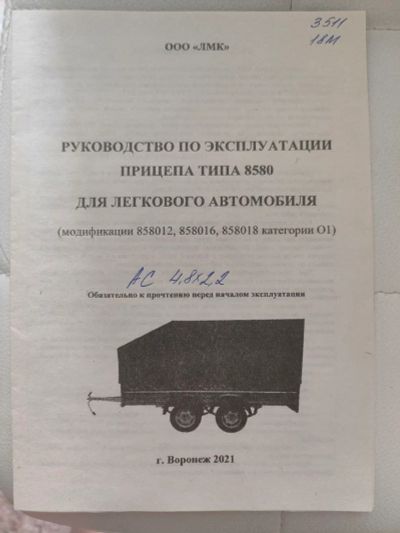 3511
18М
ООО «ЛМК»
РУКОВОДСТВО ПО ЭКСПЛУАТАЦИИ
ПРИЦЕПА ТИПА 8580
ДЛЯ ЛЕГКОВОГО АВТОМОБИЛЯ
(модификации 858012, 858016, 858018 категории О1)
АС 4,8х2,2
Обязательно к прочтению перед началом эксплуатации
г. Воронеж 2021